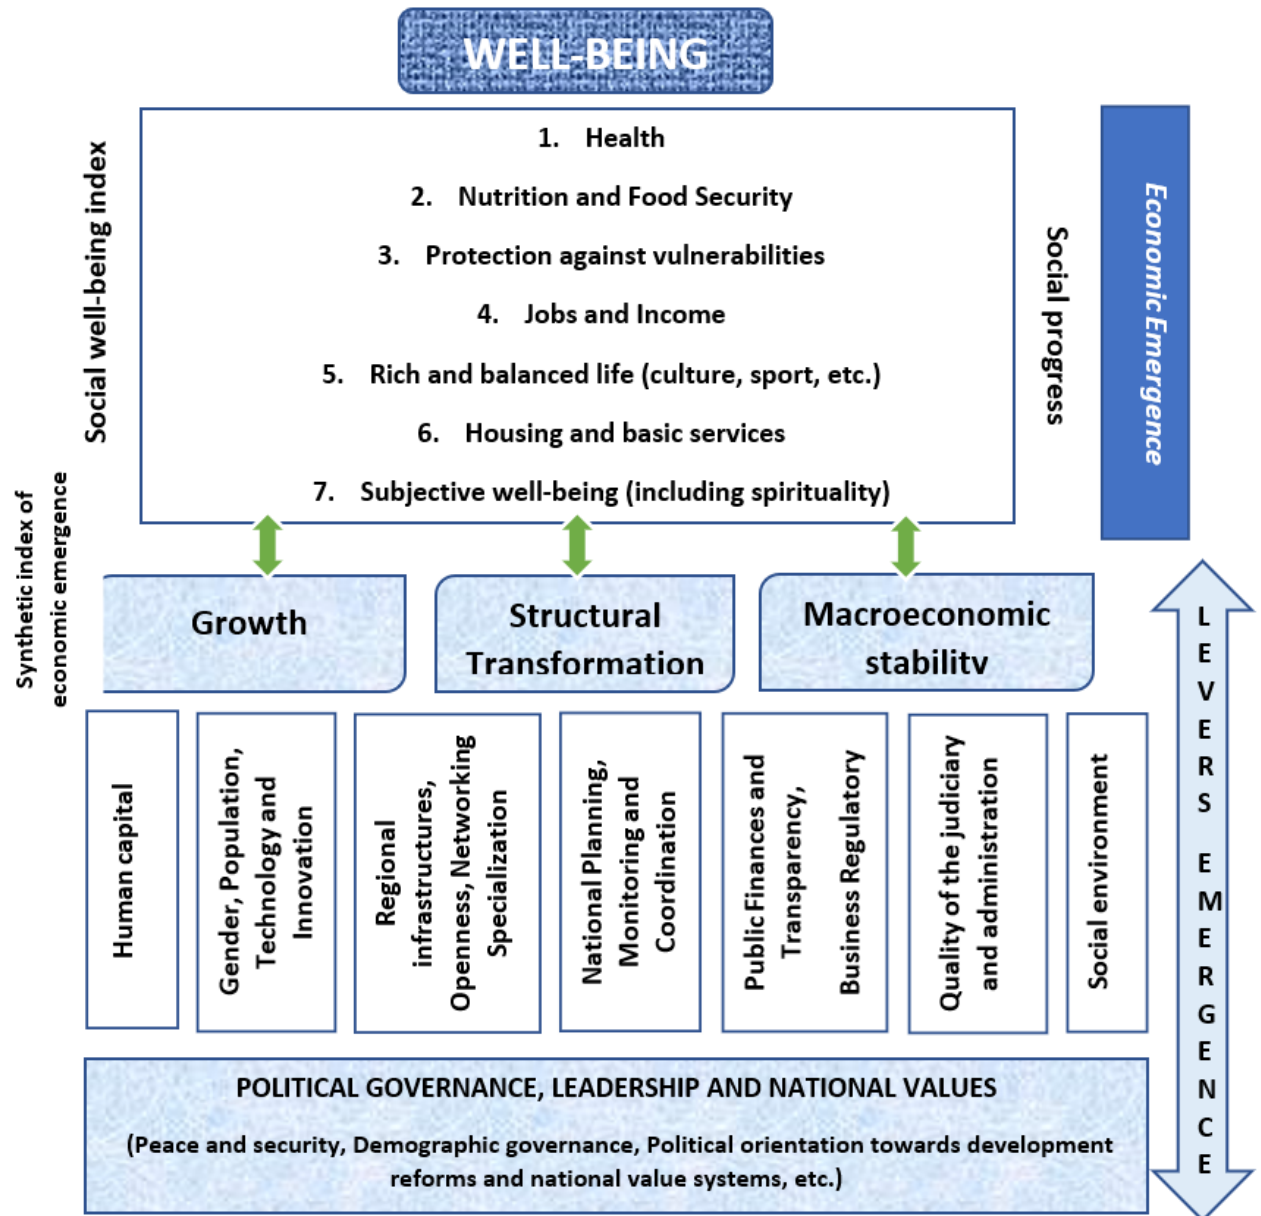 WELL-BEING
Social well-being index
1. Health
2. Nutrition and Food Security
3. Protection against vulnerabilities
4. Jobs and Income
5. Rich and balanced life (culture, sport, etc.)
6. Housing and basic services
7. Subjective well-being (including spirituality)
Social progress
Economic Emergence
Synthetic index of
economic emergence
Growth
Structural
Transformation
Macroeconomic
stability
Human capital
Gender, Population,
Technology and
Innovation
Regional
infrastructures,
Openness, Networking
Specialization
National Planning,
Monitoring and
Coordination
Public Finances and
Transparency,
Business Regulatory
Quality of the judiciary
and administration
Social environment
LEVERS EMERGENCE
POLITICAL GOVERNANCE, LEADERSHIP AND NATIONAL VALUES
(Peace and security, Demographic governance, Political orientation towards development
reforms and national value systems, etc.)